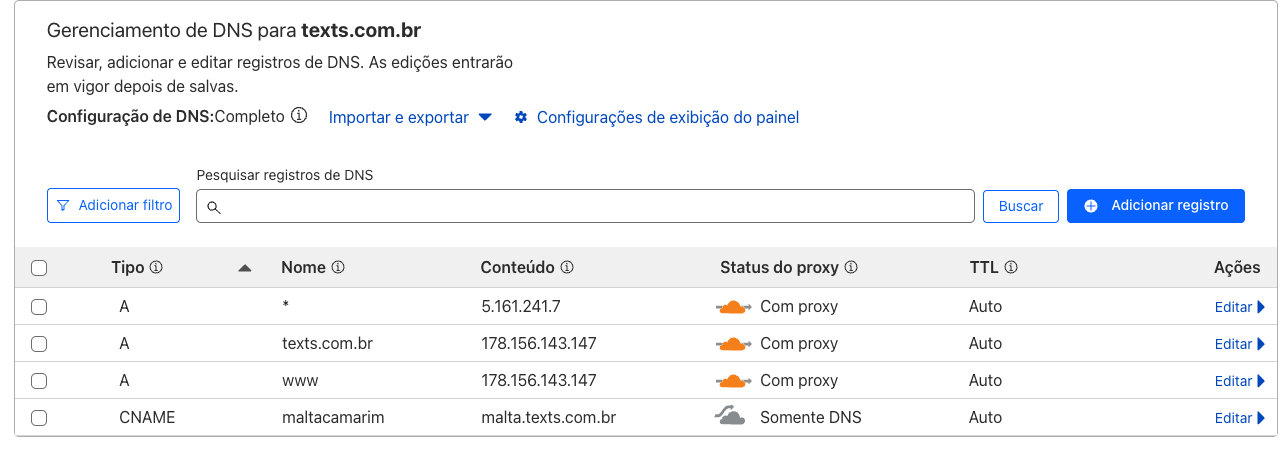 Gerenciamento de DNS para texts.com.br
Revisar, adicionar e editar registros de DNS. As edições entrarão
em vigor depois de salvas.
Configuração de DNS:Completo Importar e exportar Configurações de exibição do painel
Pesquisar registros de DNS
Adicionar filtro Buscar Adicionar registro
Tipo Nome Conteúdo Status do proxy TTL Ações
A * 5.161.241.7 Com proxy Auto Editar
A texts.com.br 178.156.143.147 Com proxy Auto Editar
A www 178.156.143.147 Com proxy Auto Editar
CNAME maltacamarim malta.texts.com.br Somente DNS Auto Editar